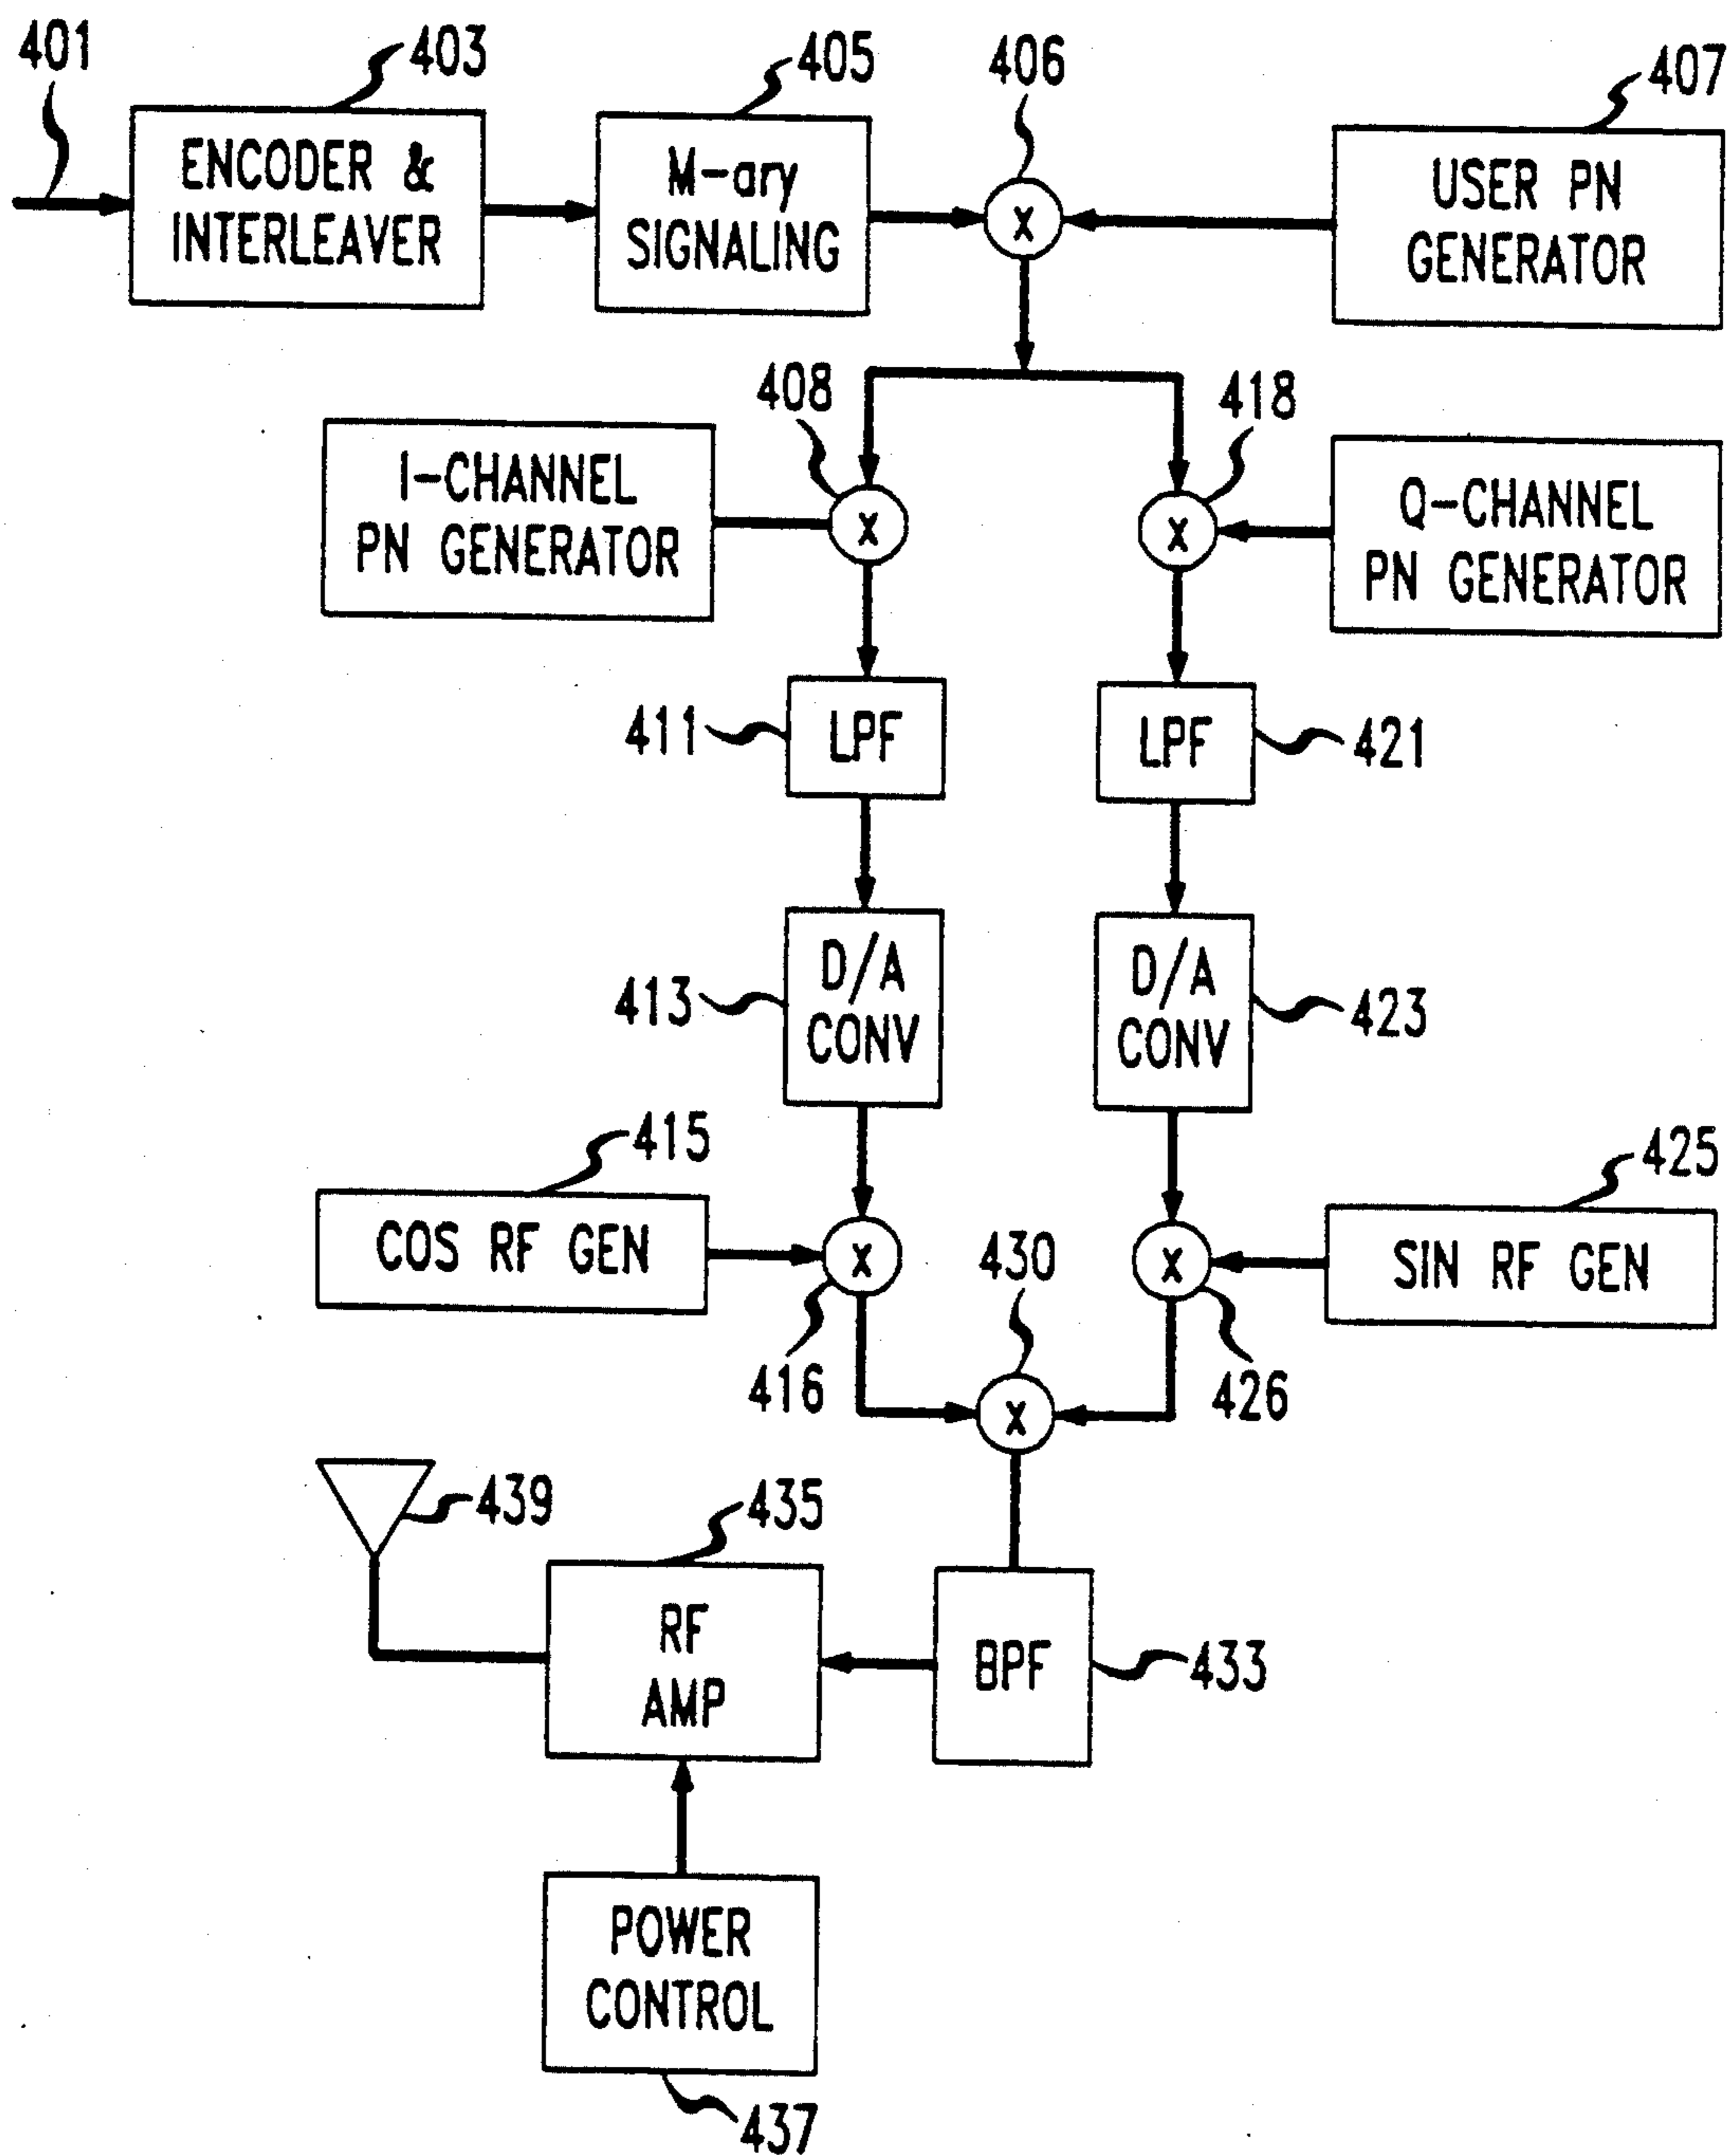 401
403
405
406
407
ENCODER &
INTERLEAVER
M-ary
SIGNALING
X
USER PN
GENERATOR
408
418
I-CHANNEL
PN GENERATOR
X
X
Q-CHANNEL
PN GENERATOR
411
LPF
LPF
421
413
D/A
CONV
D/A
CONV
423
415
425
COS RF GEN
X
430
X
SIN RF GEN
416
X
426
439
435
RF
AMP
BPF
433
POWER
CONTROL
437